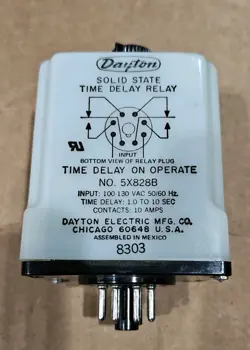 Dayton
SOLID STATE
TIME DELAY RELAY
INPUT
BOTTOM VIEW OF RELAY PLUG
TIME DELAY ON OPERATE
NO. 5X828B
INPUT: 100-130 VAC 50/60 Hz.
TIME DELAY: 1.0 TO 10 SEC
CONTACTS: 10 AMPS
DAYTON ELECTRIC MFG. CO.
CHICAGO 60648 U.S.A.
ASSEMBLED IN MEXICO
8303